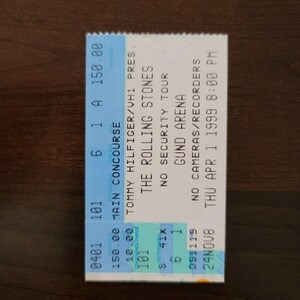 150.00 MAIN CONCOURSE
TOMMY HILFIGER/VH1 PRES.
THE ROLLING STONES
NO SECURITY TOUR
GUND ARENA
NO CAMERAS/RECORDERS
THU APR 1 1999 8:00 PM
0401 101 6 1 A 150.00
10.00
101
$ 41X
6 1
091119
24NOV8